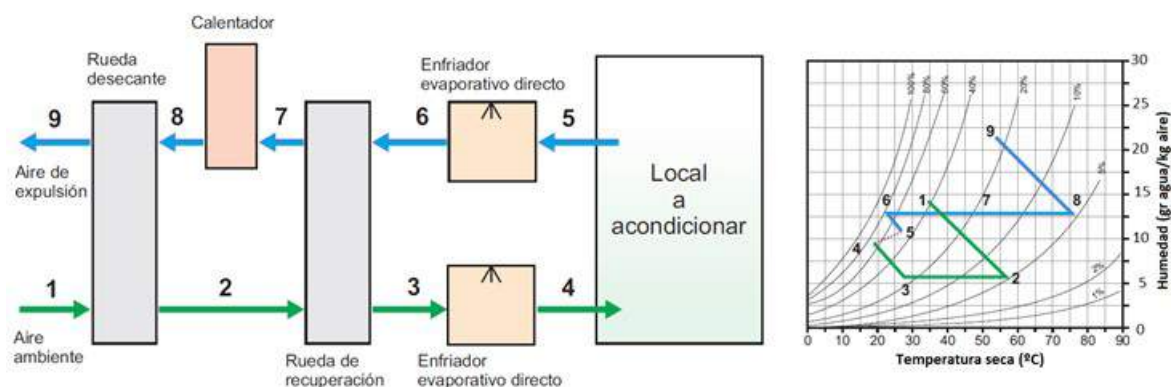 Calentador
Rueda
desecante
Enfriador
evaporativo directo
9
8
7
6
5
Aire de
expulsión
Local
a
acondicionar
1
2
3
4
Aire
ambiente
Rueda de
recuperación
Enfriador
evaporativo directo
100%
80%
60%
40%
20%
10%
5%
2%
1%
30
25
20
15
10
5
0
9
6
1
7
8
5
4
3
2
0 10 20 30 40 50 60 70 80 90
Temperatura seca (ºC)
Humedad (gr agua/kg aire)